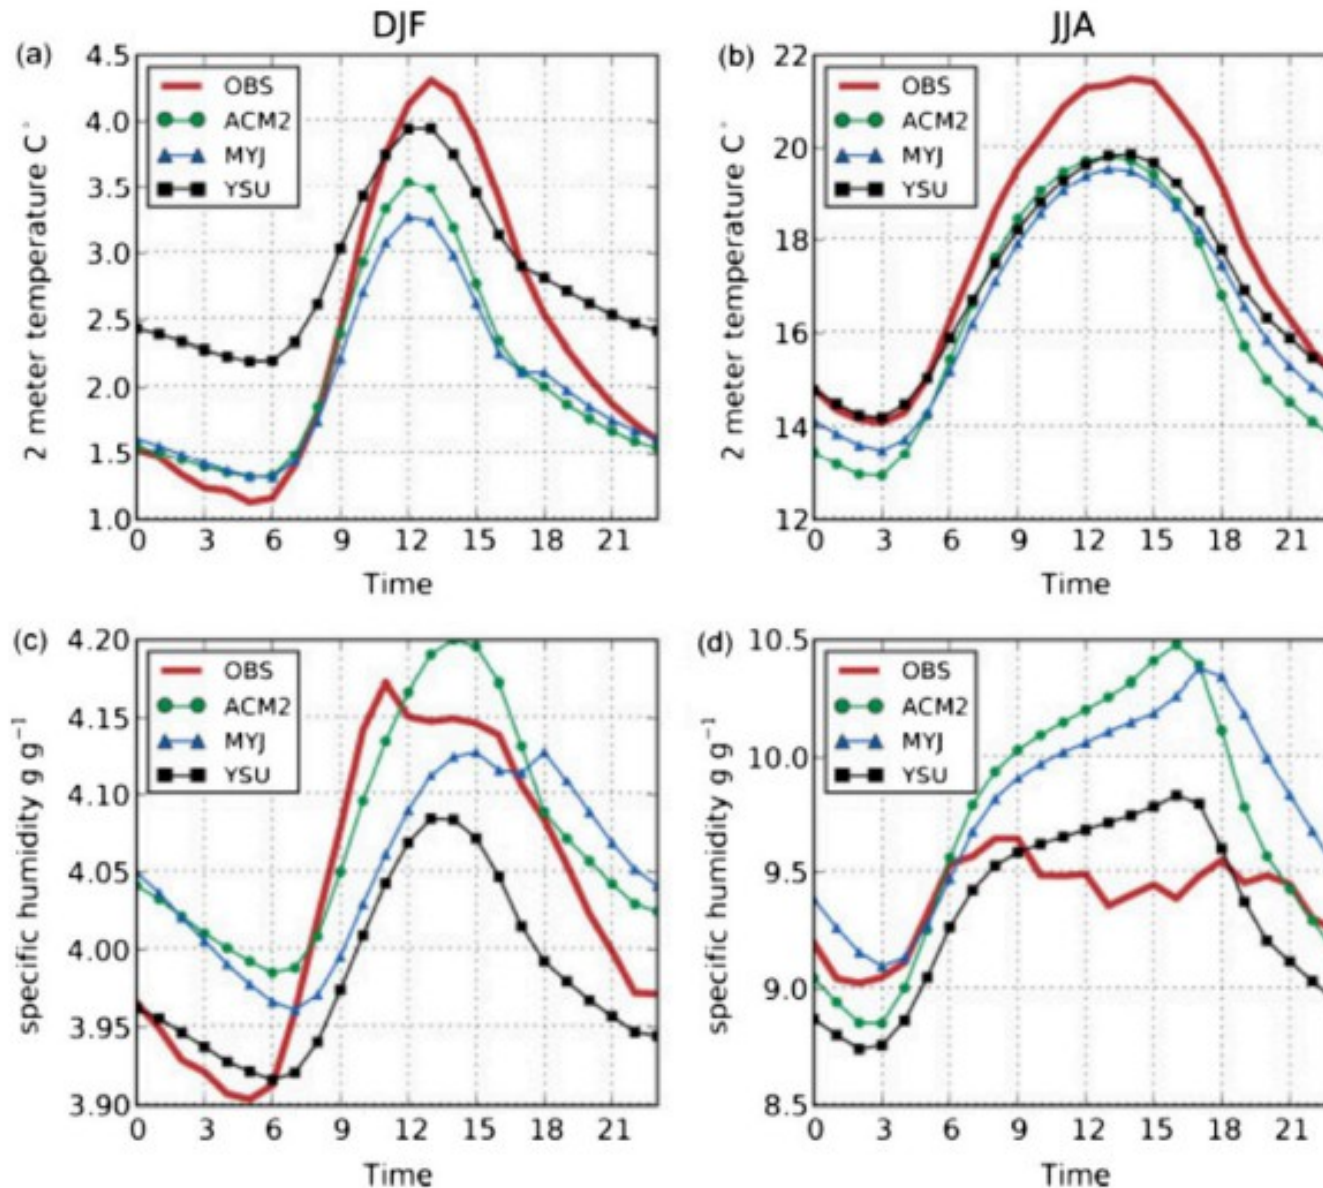 DJF
JJA
(a)
4.5
4.0
3.5
3.0
2.5
2.0
1.5
1.0
2 meter temperature C°
OBS
ACM2
MYJ
YSU
0 3 6 9 12 15 18 21
Time
(b)
22
20
18
16
14
12
2 meter temperature C°
OBS
ACM2
MYJ
YSU
0 3 6 9 12 15 18 21
Time
(c)
4.20
4.15
4.10
4.05
4.00
3.95
3.90
specific humidity g g⁻¹
OBS
ACM2
MYJ
YSU
0 3 6 9 12 15 18 21
Time
(d)
10.5
10.0
9.5
9.0
8.5
specific humidity g g⁻¹
OBS
ACM2
MYJ
YSU
0 3 6 9 12 15 18 21
Time